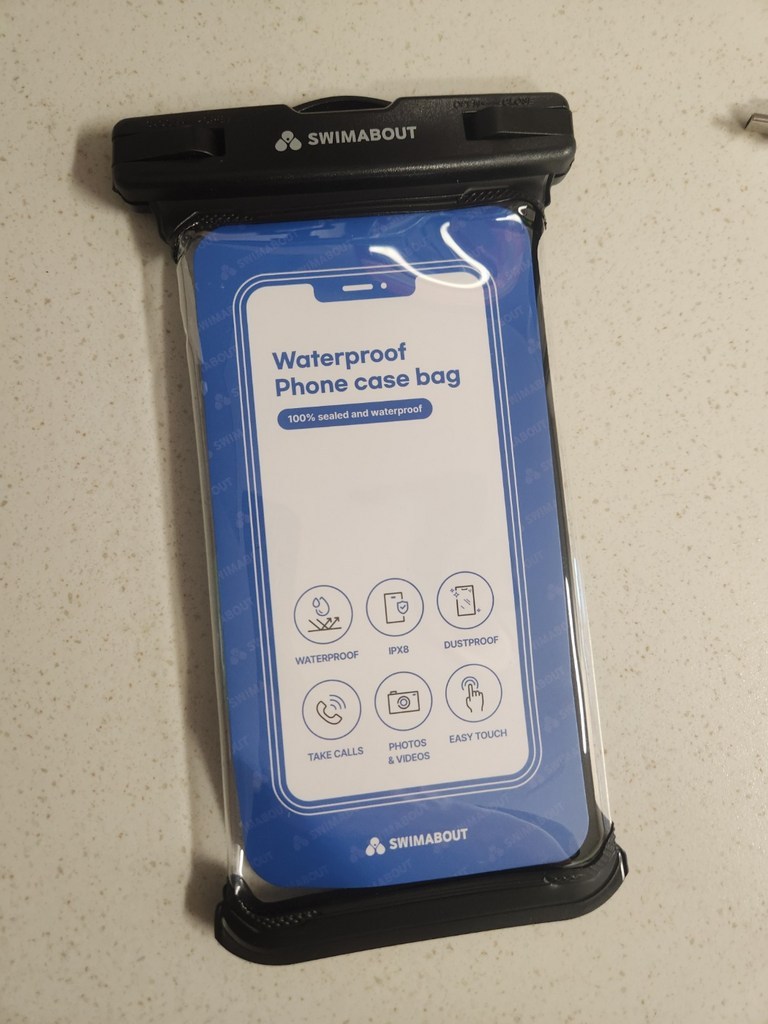 SWIMABOUT
Waterproof
Phone case bag
100% sealed and waterproof
WATERPROOF
IPX8
DUSTPROOF
TAKE CALLS
PHOTOS
& VIDEOS
EASY TOUCH
SWIMABOUT